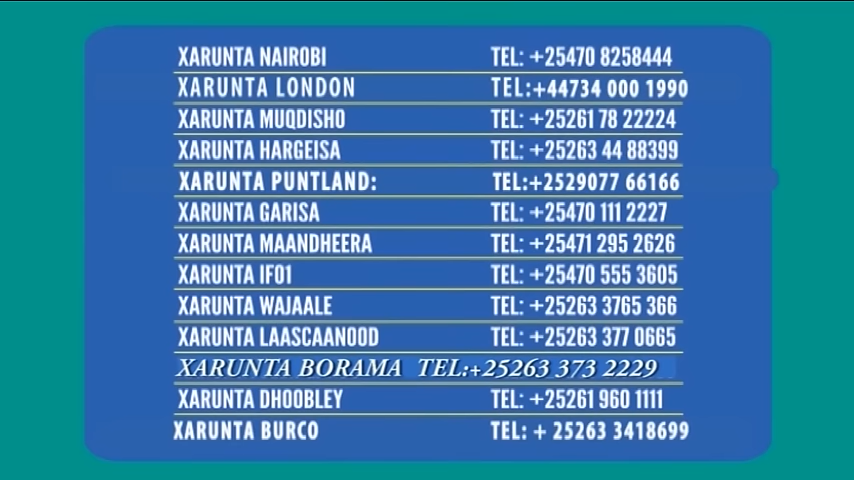 XARUNTA NAIROBI TEL: +25470 8258444
XARUNTA LONDON TEL:+44734 000 1990
XARUNTA MUQDISHO TEL: +25261 78 22224
XARUNTA HARGEISA TEL: +25263 44 88399
XARUNTA PUNTLAND: TEL:+2529077 66166
XARUNTA GARISA TEL: +25470 111 2227
XARUNTA MAANDHEERA TEL: +25471 295 2626
XARUNTA IFO1 TEL: +25470 555 3605
XARUNTA WAJAALE TEL: +25263 3765 366
XARUNTA LAASCAANOOD TEL: +25263 377 0665
XARUNTA BORAMA TEL:+25263 373 2229
XARUNTA DHOOBLEY TEL: +25261 960 1111
XARUNTA BURCO TEL: + 25263 3418699